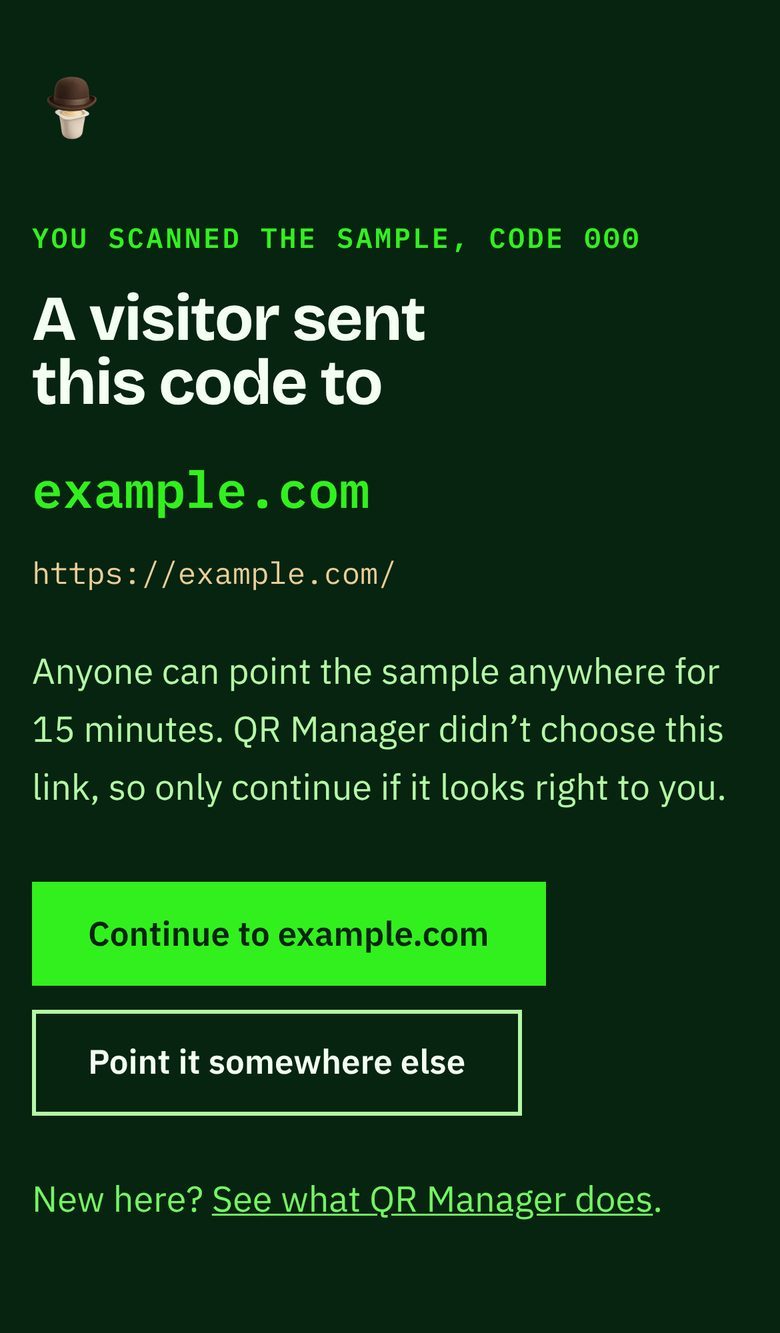 YOU SCANNED THE SAMPLE, CODE 000
A visitor sent
this code to
example.com
https://example.com/
Anyone can point the sample anywhere for
15 minutes. QR Manager didn’t choose this
link, so only continue if it looks right to you.
Continue to example.com
Point it somewhere else
New here? See what QR Manager does.